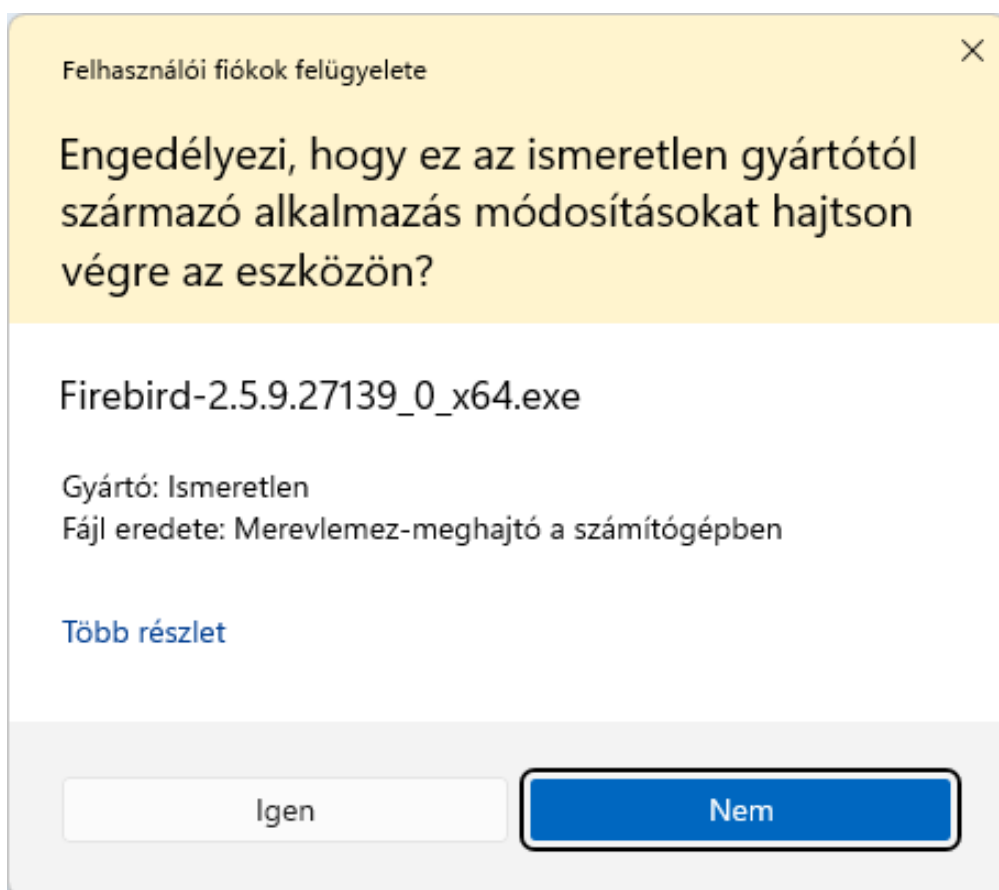 Felhasználói fiókok felügyelete
Engedélyezi, hogy ez az ismeretlen gyártótól
származó alkalmazás módosításokat hajtson
végre az eszközön?
Firebird-2.5.9.27139_0_x64.exe
Gyártó: Ismeretlen
Fájl eredete: Merevlemez-meghajtó a számítógépben
Több részlet
Igen
Nem